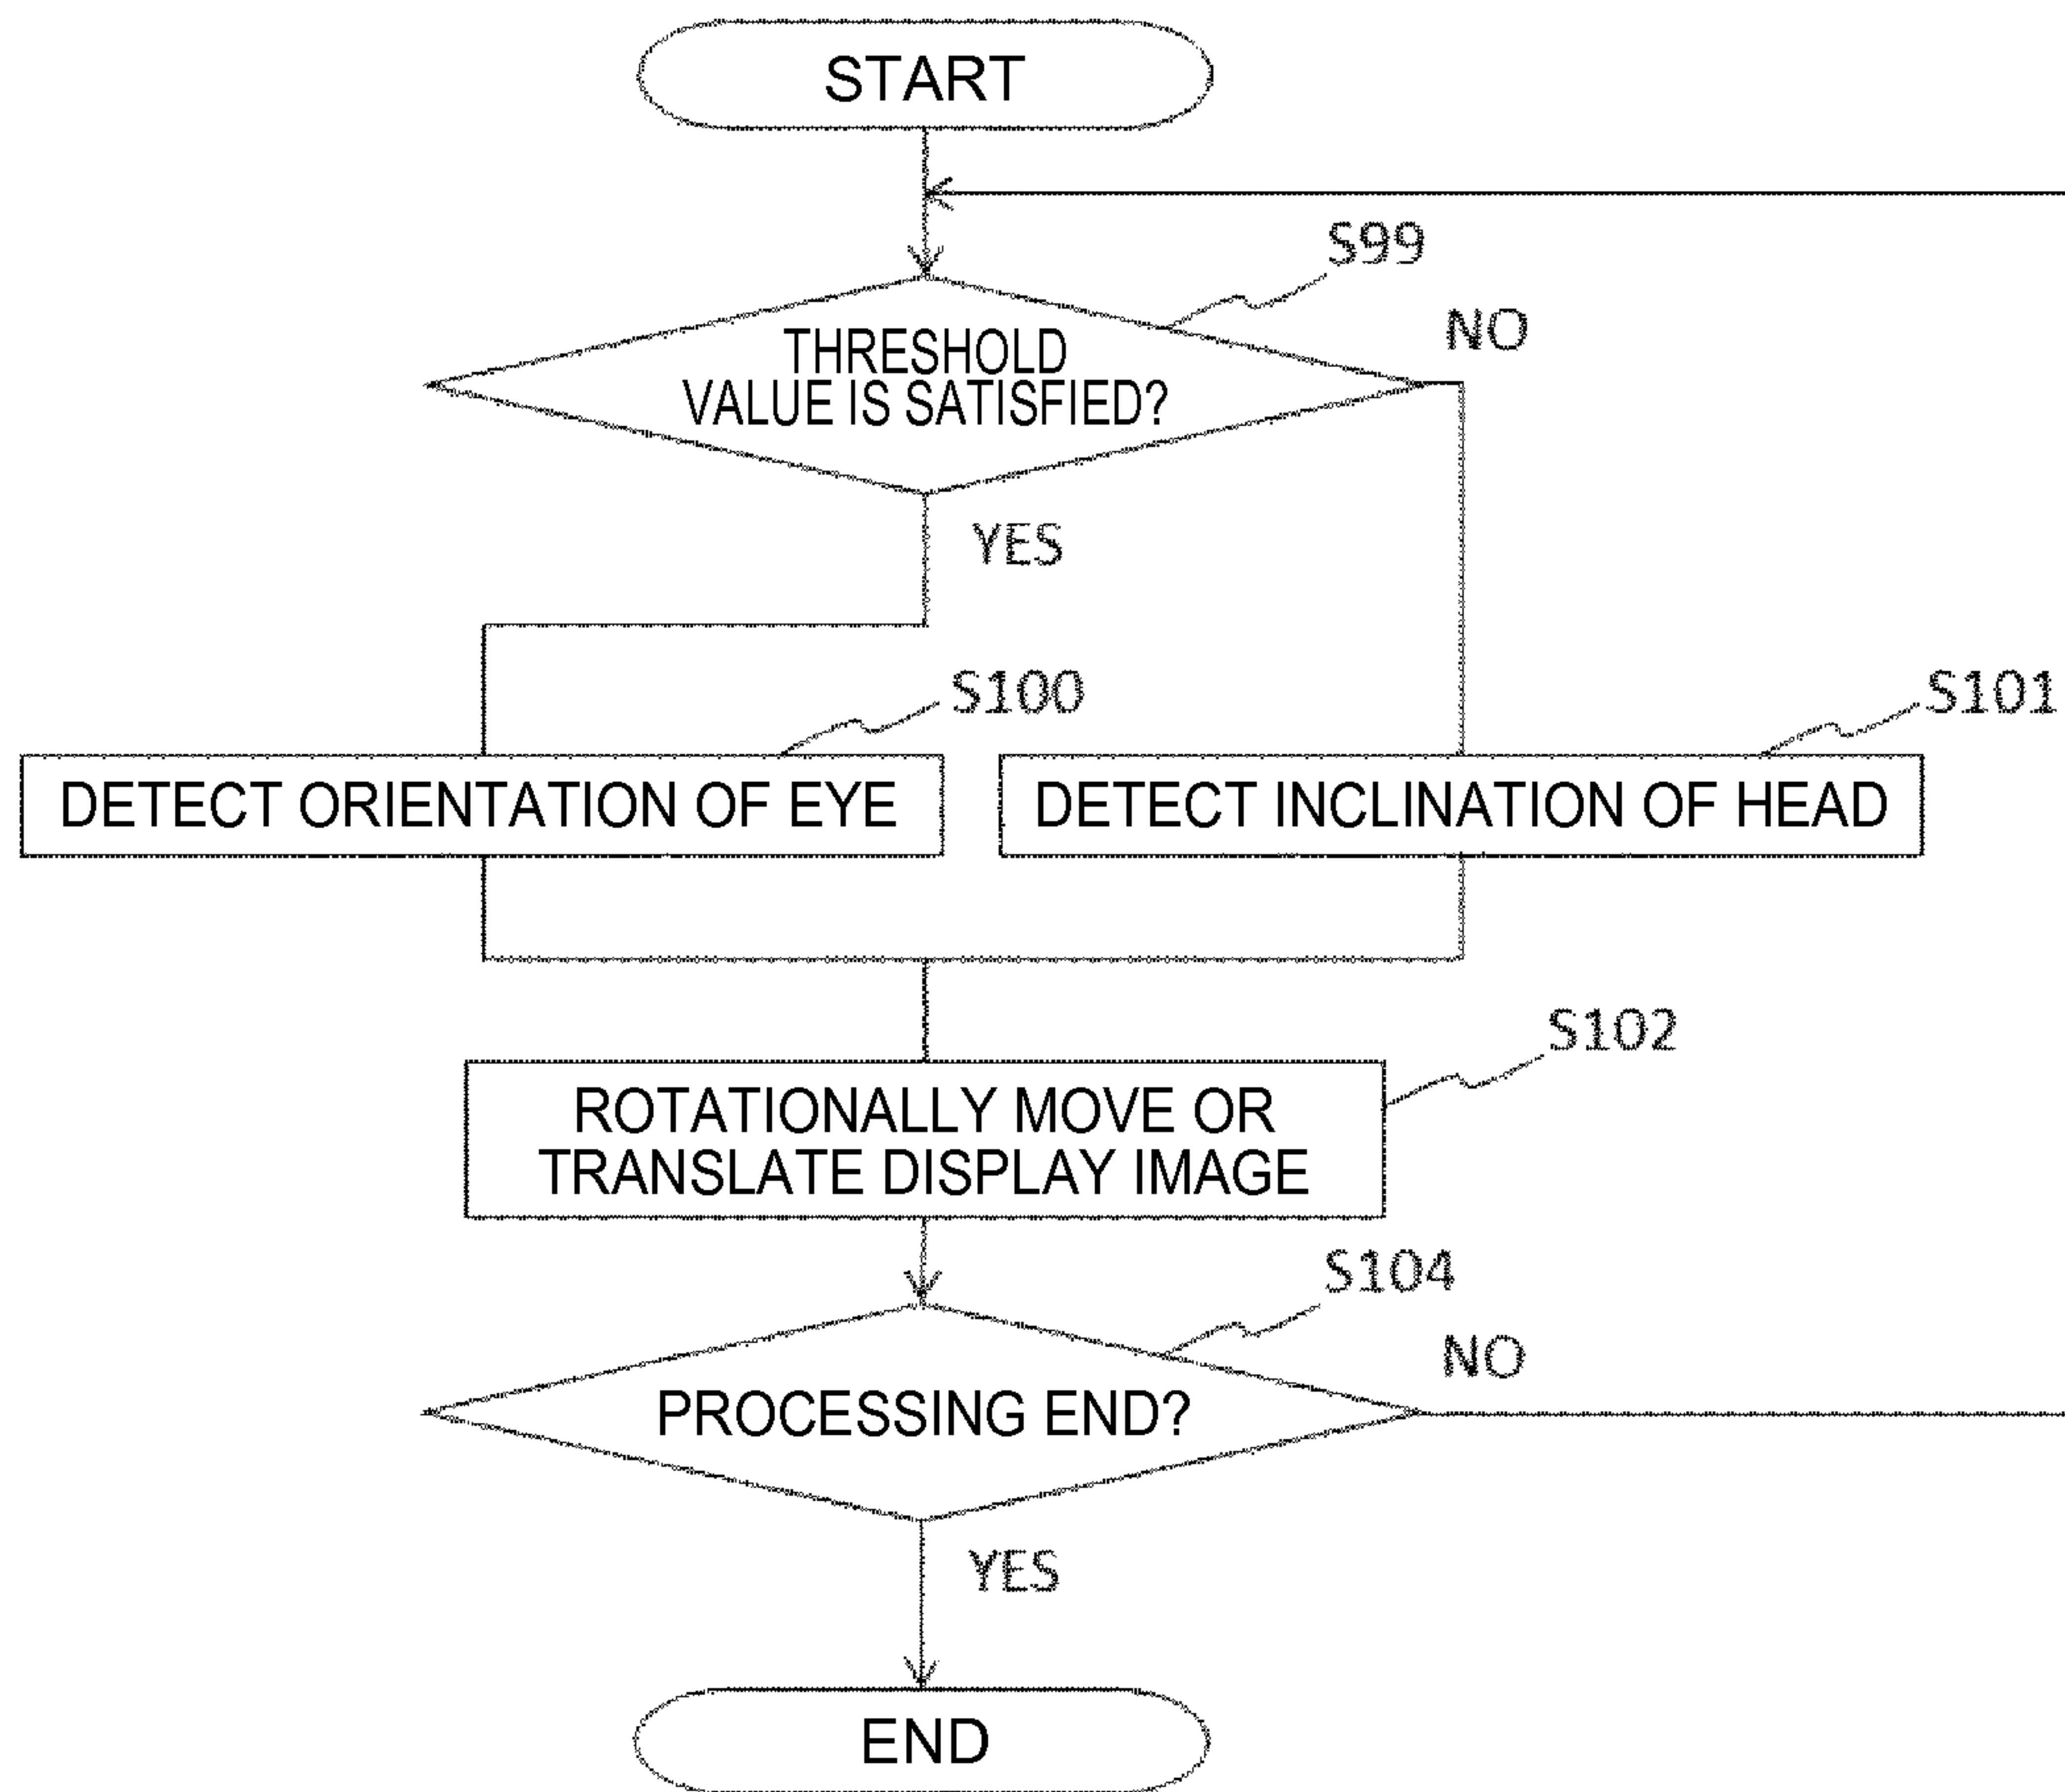 START
S99
THRESHOLD
VALUE IS SATISFIED?
NO
YES
S100
DETECT ORIENTATION OF EYE
S101
DETECT INCLINATION OF HEAD
S102
ROTATIONALLY MOVE OR
TRANSLATE DISPLAY IMAGE
S104
PROCESSING END?
NO
YES
END